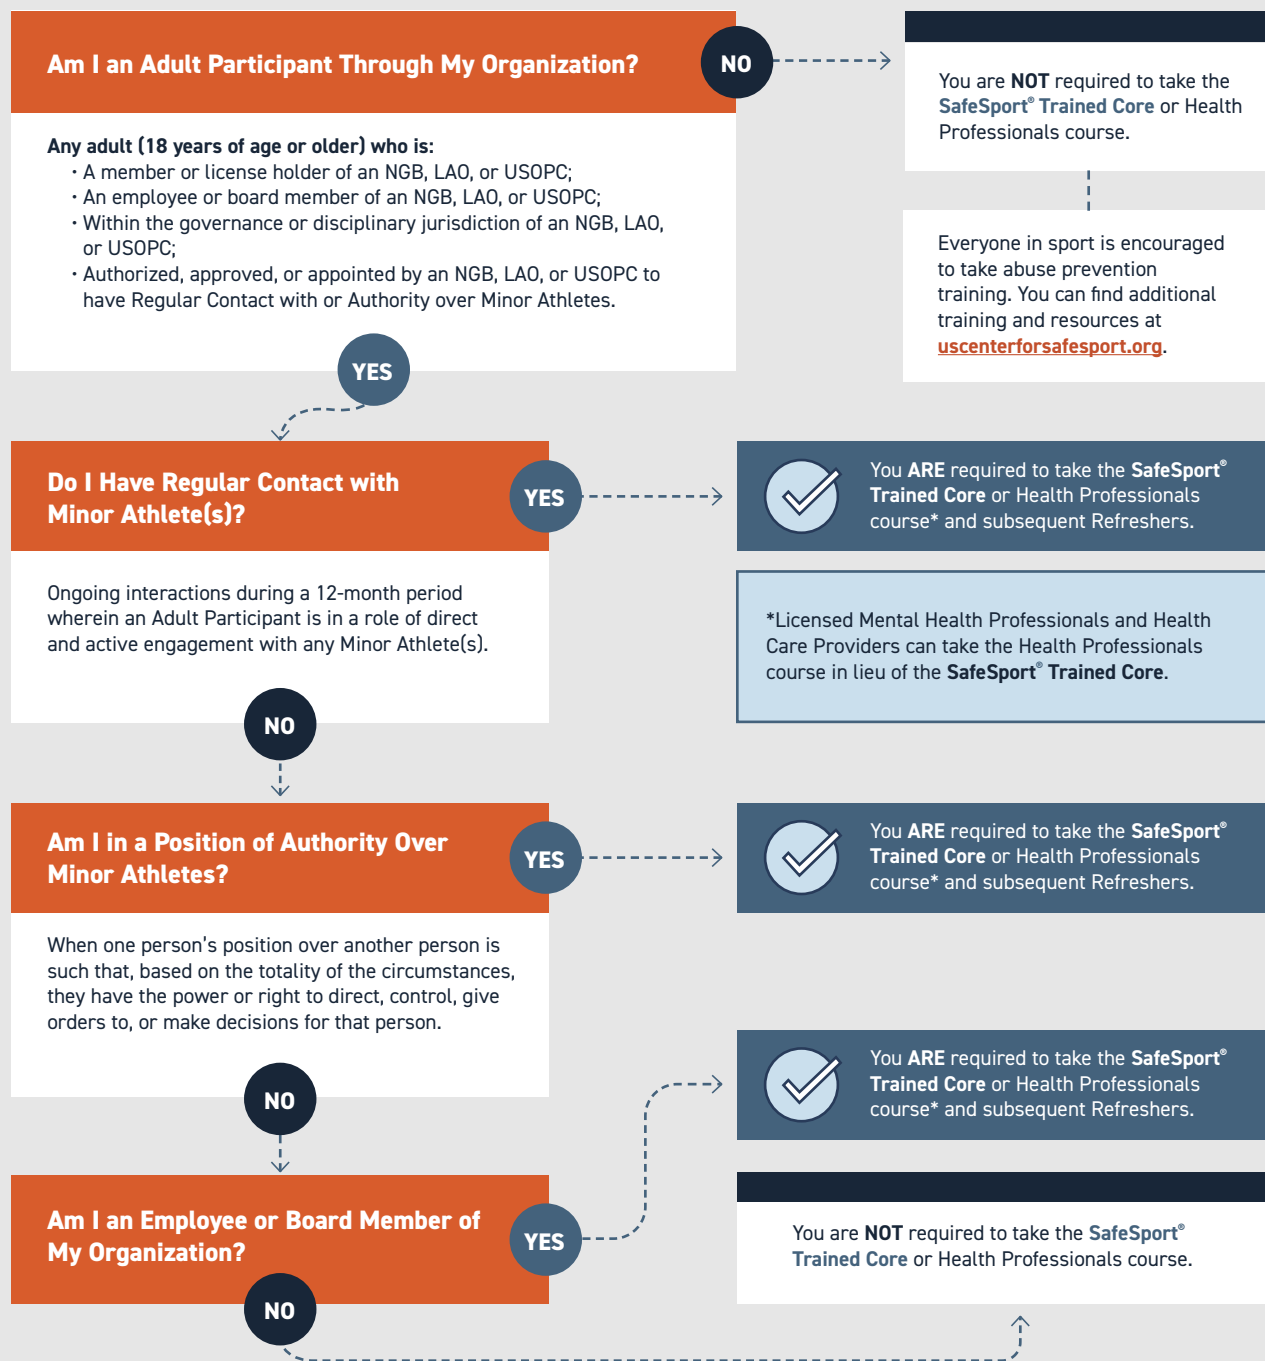 Am I an Adult Participant Through My Organization?
NO
Any adult (18 years of age or older) who is:
· A member or license holder of an NGB, LAO, or USOPC;
· An employee or board member of an NGB, LAO, or USOPC;
· Within the governance or disciplinary jurisdiction of an NGB, LAO,
or USOPC;
· Authorized, approved, or appointed by an NGB, LAO, or USOPC to
have Regular Contact with or Authority over Minor Athletes.
YES
You are NOT required to take the
SafeSport® Trained Core or Health
Professionals course.
Everyone in sport is encouraged
to take abuse prevention
training. You can find additional
training and resources at
uscenterforsafesport.org.
Do I Have Regular Contact with
Minor Athlete(s)?
YES
Ongoing interactions during a 12-month period
wherein an Adult Participant is in a role of direct
and active engagement with any Minor Athlete(s).
NO
You ARE required to take the SafeSport®
Trained Core or Health Professionals
course* and subsequent Refreshers.
*Licensed Mental Health Professionals and Health
Care Providers can take the Health Professionals
course in lieu of the SafeSport® Trained Core.
Am I in a Position of Authority Over
Minor Athletes?
YES
When one person's position over another person is
such that, based on the totality of the circumstances,
they have the power or right to direct, control, give
orders to, or make decisions for that person.
NO
You ARE required to take the SafeSport®
Trained Core or Health Professionals
course* and subsequent Refreshers.
Am I an Employee or Board Member of
My Organization?
YES
NO
You ARE required to take the SafeSport®
Trained Core or Health Professionals
course* and subsequent Refreshers.
You are NOT required to take the SafeSport®
Trained Core or Health Professionals course.